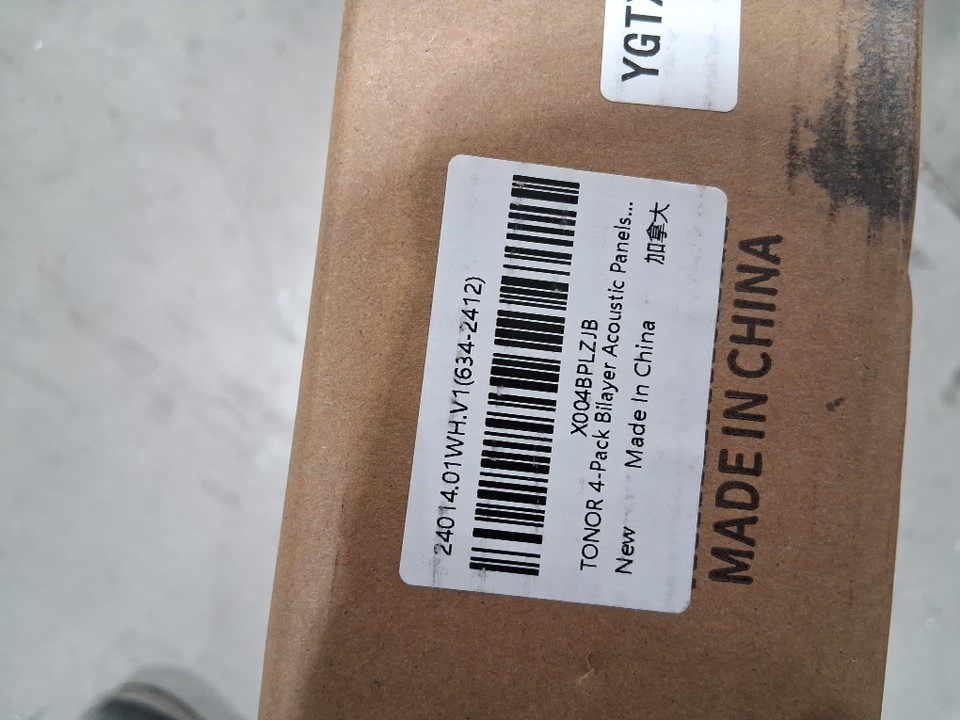 YGTX
24014.01WH.V1(634-2412)
X004BPLZJB
TONOR 4-Pack Bilayer Acoustic Panels...
New Made In China 加拿大
MADE IN CHINA